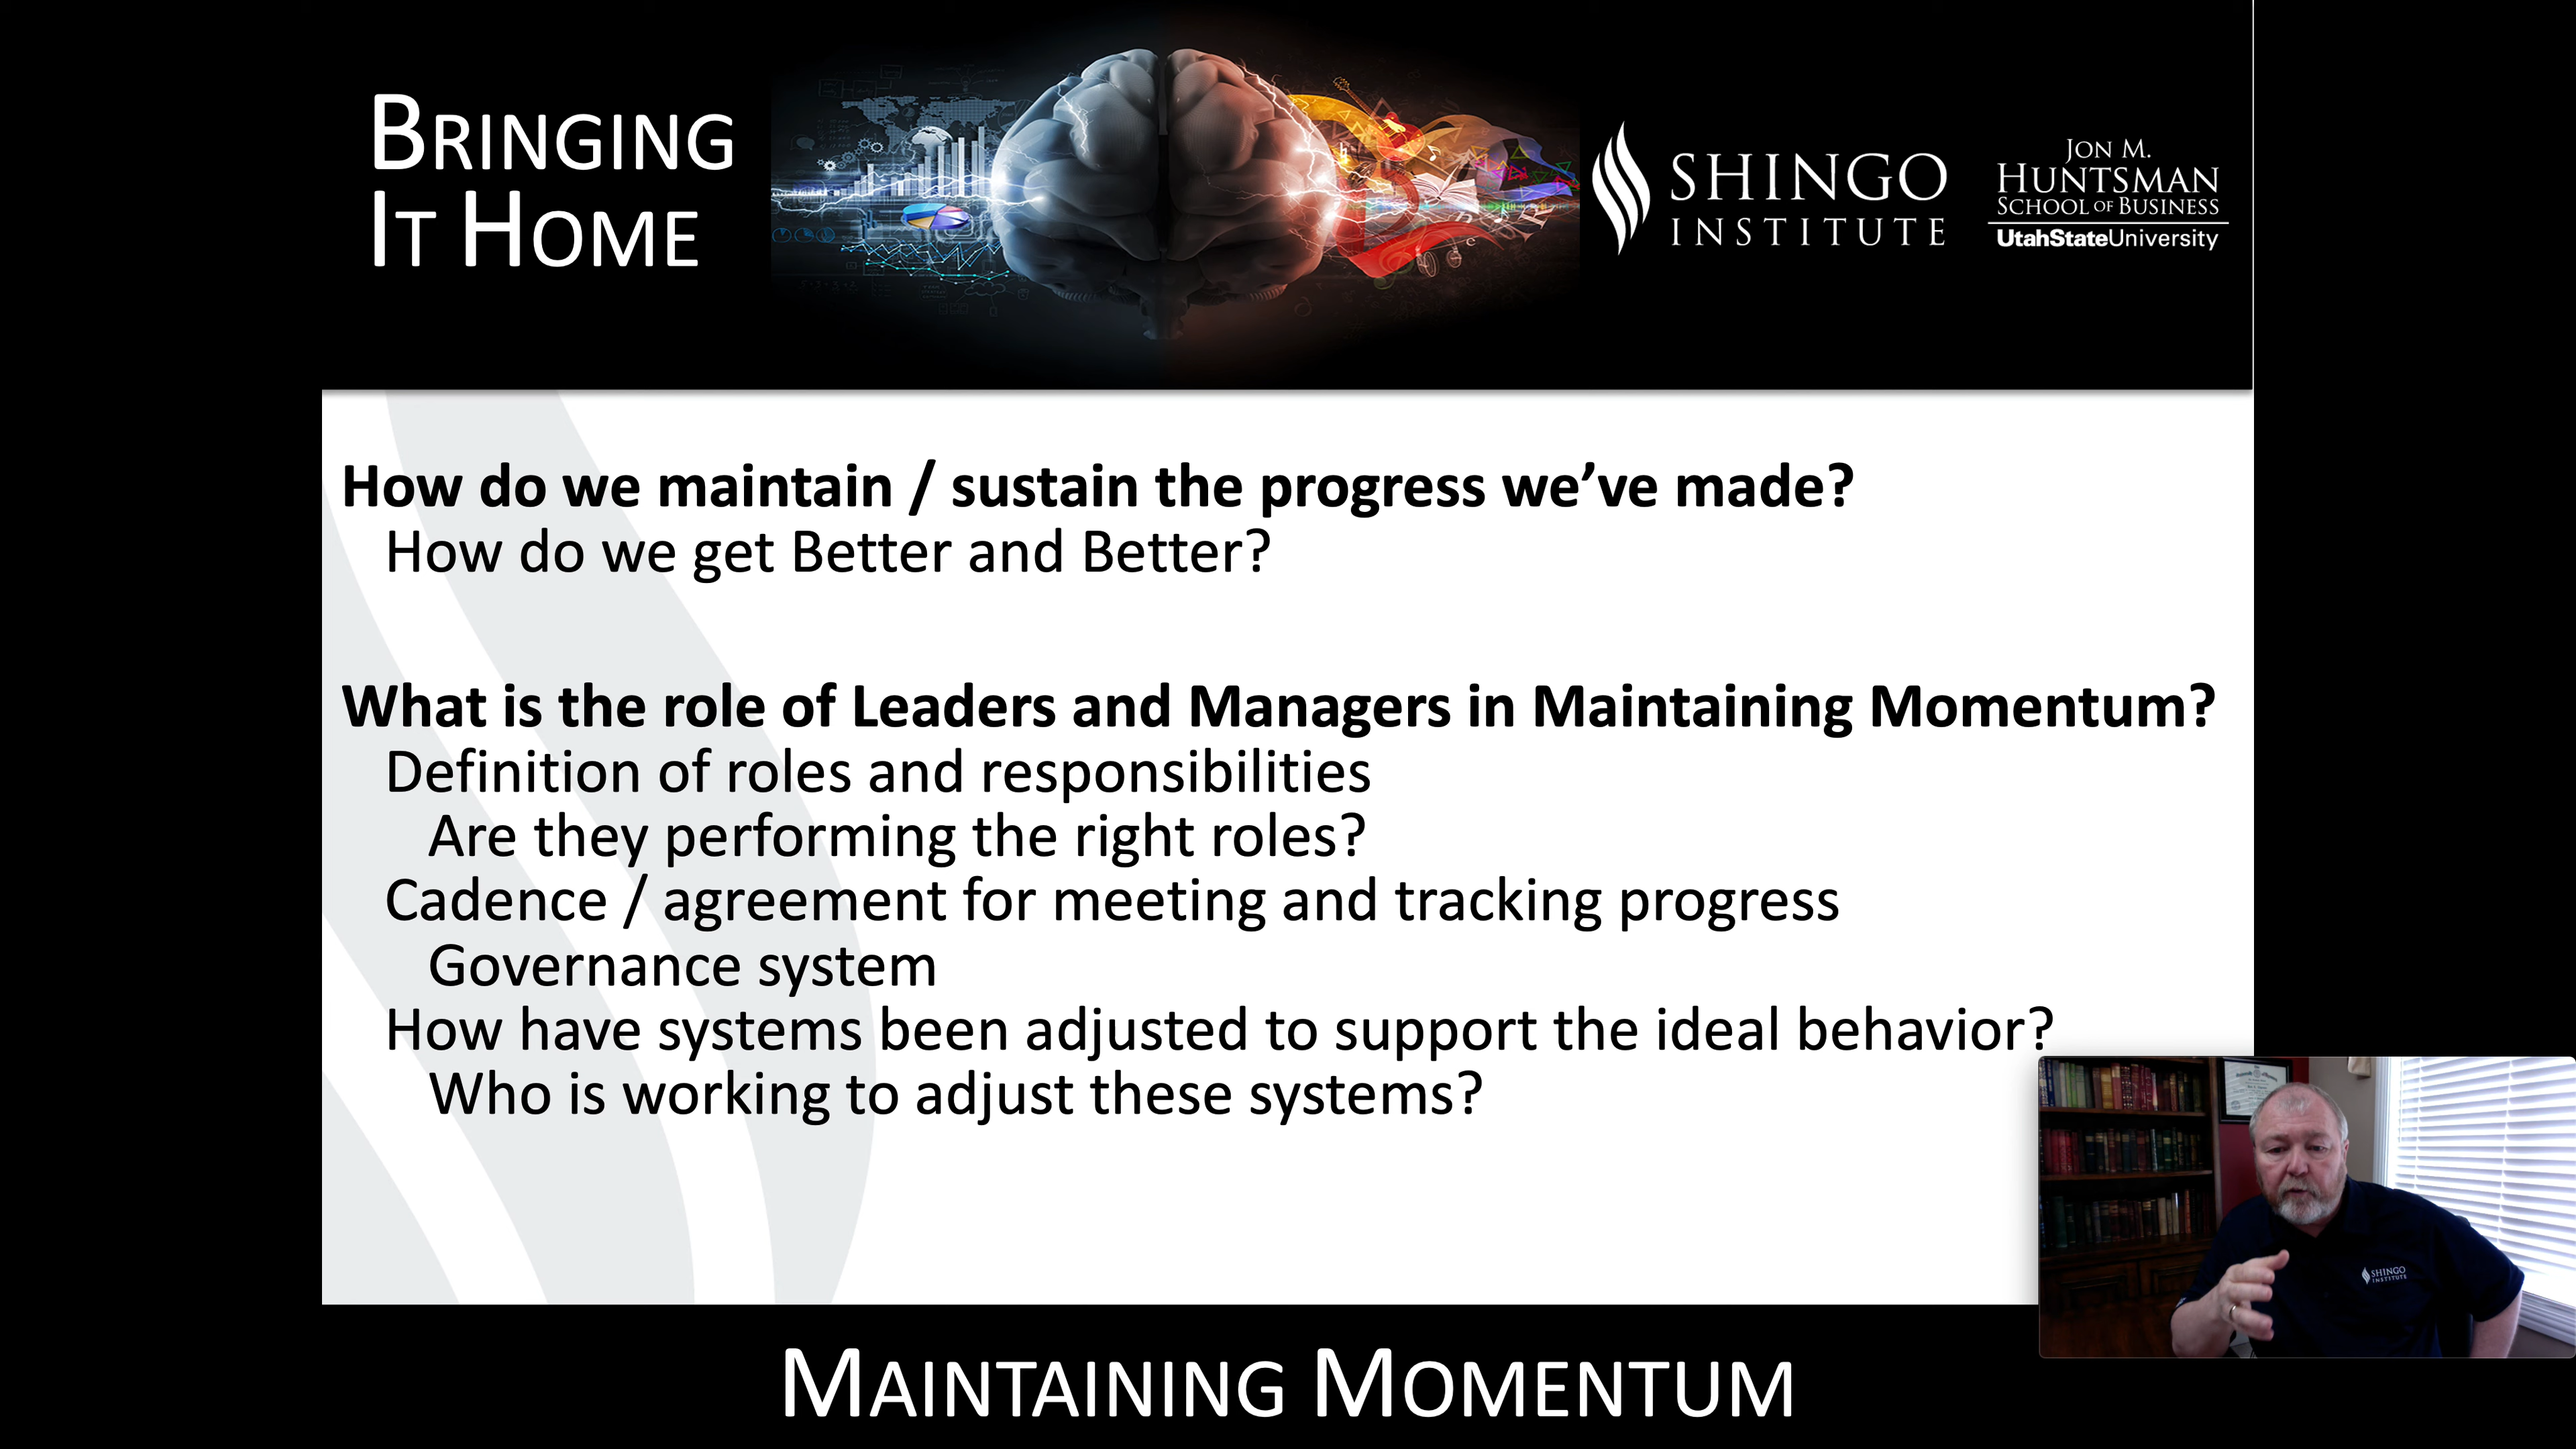 BRINGING
IT HOME
SHINGO
INSTITUTE
JON M.
HUNTSMAN
SCHOOL OF BUSINESS
UtahStateUniversity
How do we maintain / sustain the progress we’ve made?
How do we get Better and Better?
What is the role of Leaders and Managers in Maintaining Momentum?
Definition of roles and responsibilities
Are they performing the right roles?
Cadence / agreement for meeting and tracking progress
Governance system
How have systems been adjusted to support the ideal behavior?
Who is working to adjust these systems?
SHINGO
INSTITUTE
MAINTAINING MOMENTUM